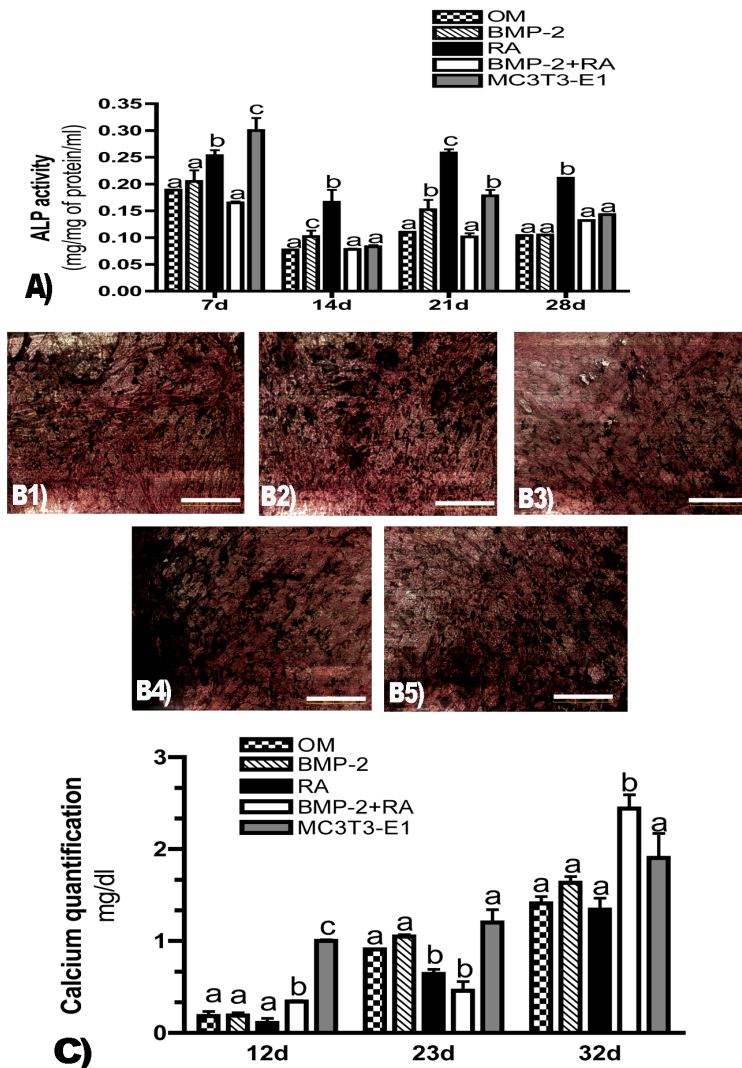 OM
BMP-2
RA
BMP-2+RA
MC3T3-E1
ALP activity
(mg/mg of protein/ml)
0.35
0.30
0.25
0.20
0.15
0.10
0.05
0.00
a a b a c
a c b a a
a b c a b
a a b a a
7d 14d 21d 28d
A)
B1) B2) B3)
B4) B5)
OM
BMP-2
RA
BMP-2+RA
MC3T3-E1
Calcium quantification
mg/dl
3
2
1
0
a a a b c
a a b b a
a a a b a
12d 23d 32d
C)